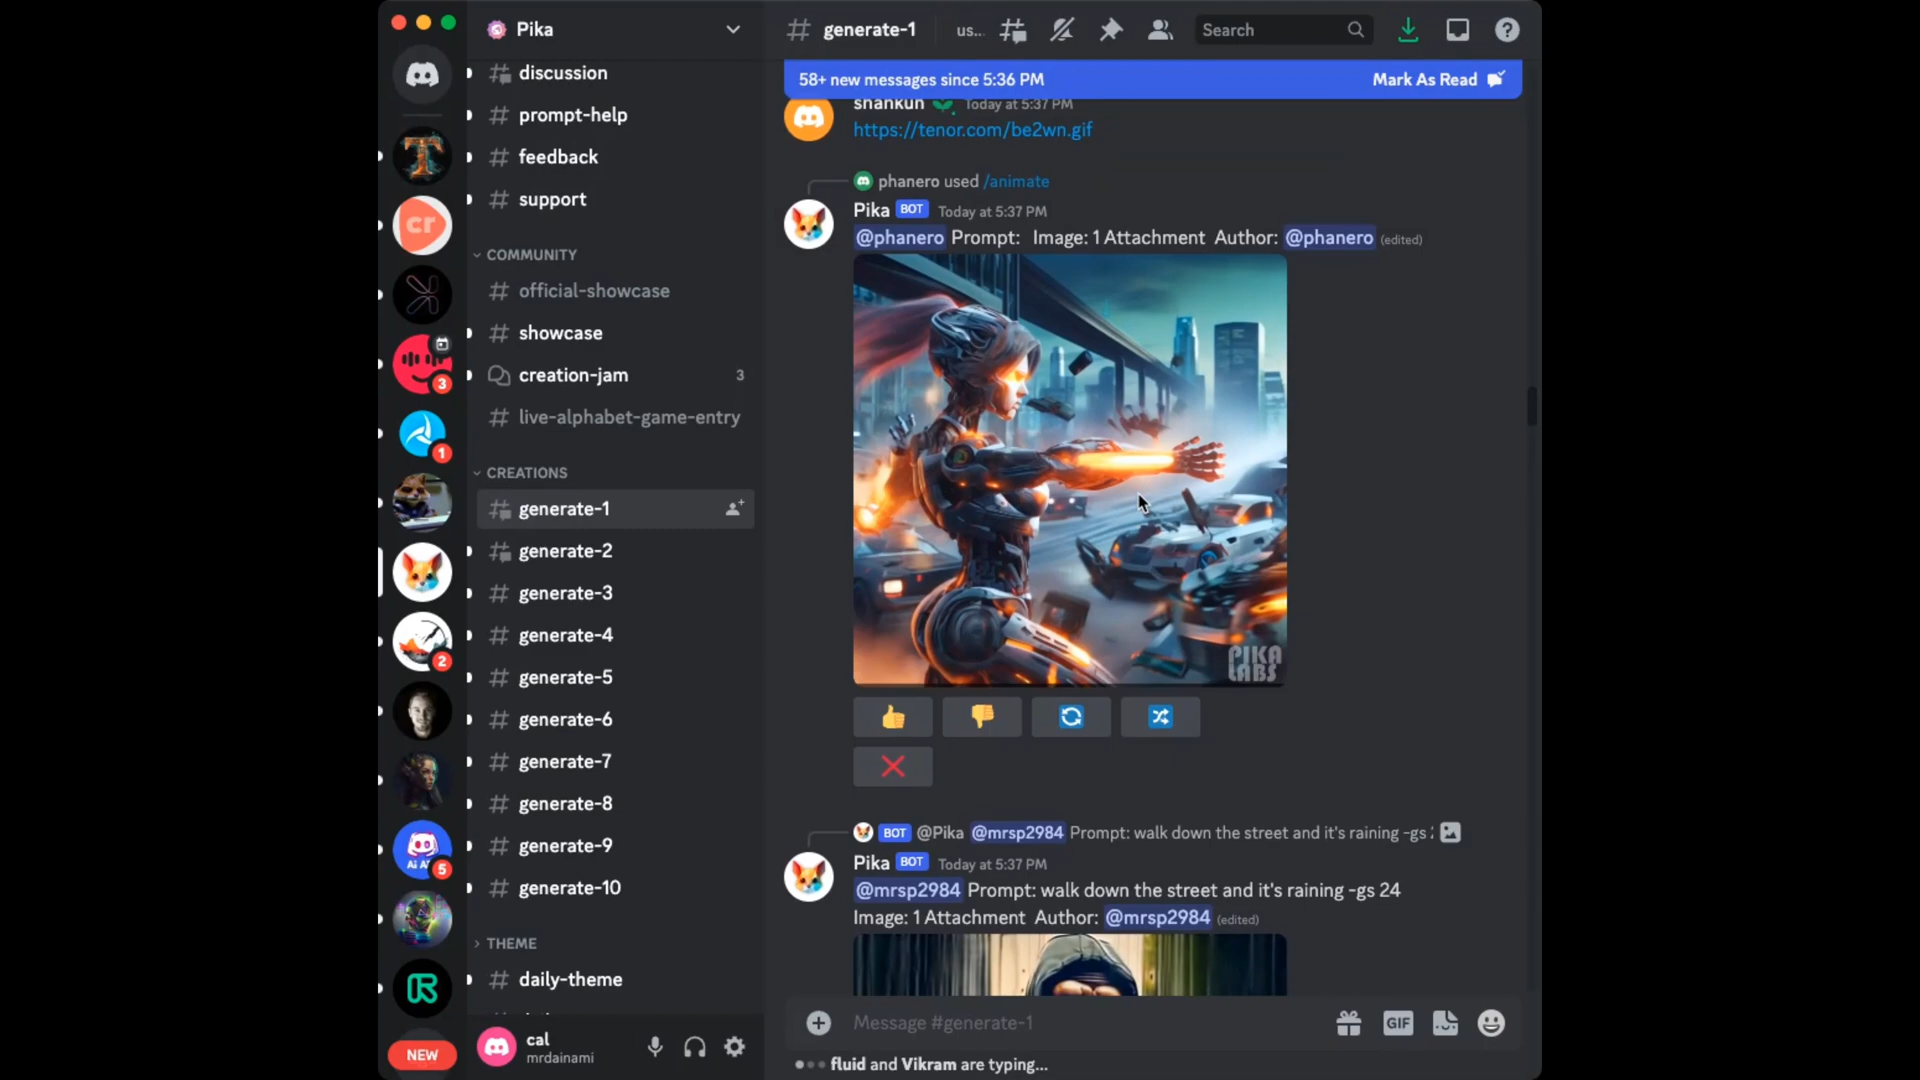 Pika
discussion
prompt-help
feedback
support
COMMUNITY
official-showcase
showcase
creation-jam 3
live-alphabet-game-entry
CREATIONS
generate-1
generate-2
generate-3
generate-4
generate-5
generate-6
generate-7
generate-8
generate-9
generate-10
THEME
daily-theme
cal
mrdainami
cr
3
1
2
5
NEW
generate-1 us... Search
58+ new messages since 5:36 PM Mark As Read
shankun Today at 5:37 PM
https://tenor.com/be2wn.gif
phanero used /animate
Pika BOT Today at 5:37 PM
@phanero Prompt: Image: 1 Attachment Author: @phanero (edited)
PIKA
LABS
BOT @Pika @mrsp2984 Prompt: walk down the street and it's raining -gs
Pika BOT Today at 5:37 PM
@mrsp2984 Prompt: walk down the street and it's raining -gs 24
Image: 1 Attachment Author: @mrsp2984 (edited)
Message #generate-1
GIF
fluid and Vikram are typing...